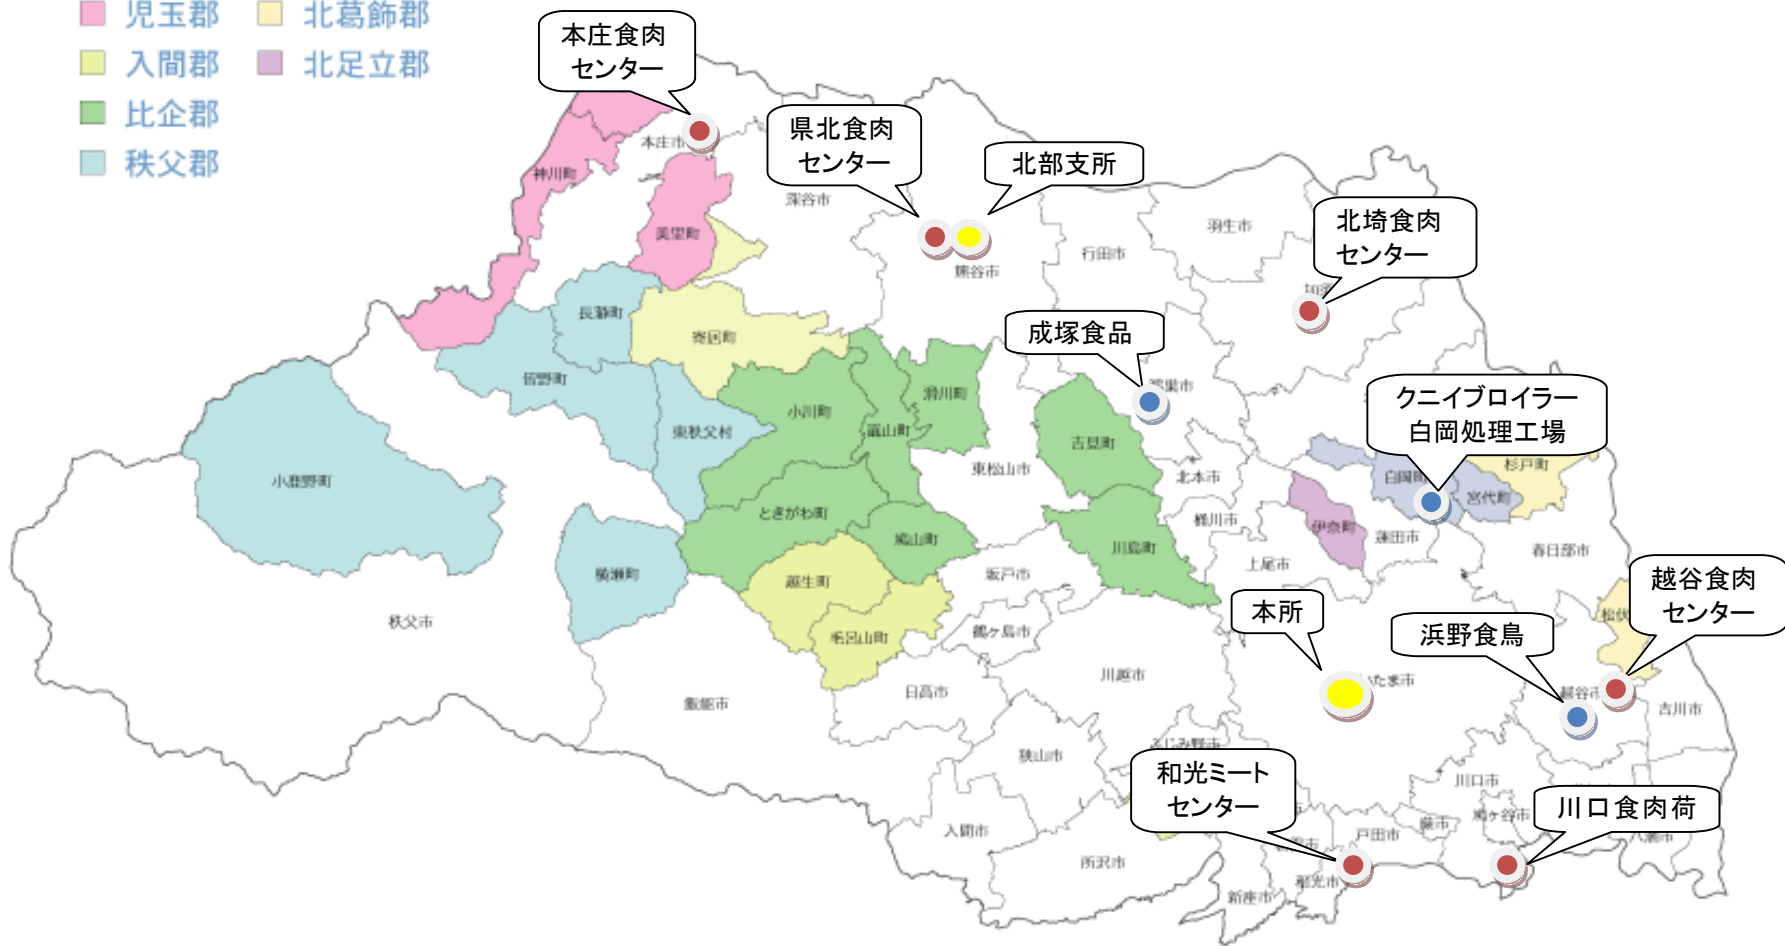 児玉郡
北葛飾郡
入間郡
北足立郡
比企郡
秩父郡
本庄食肉
センター
県北食肉
センター
北部支所
北埼食肉
センター
成塚食品
クニイブロイラー
白岡処理工場
越谷食肉
センター
本所
浜野食鳥
和光ミート
センター
川口食肉荷
本庄市
神川町
美里町
深谷市
熊谷市
行田市
羽生市
長瀞町
寄居町
皆野町
東秩父村
小川町
嵐山町
滑川町
吉見町
東松山市
北本市
桶川市
白岡町
宮代町
杉戸町
小鹿野町
ときがわ町
鳩山町
川島町
伊奈町
蓮田市
上尾市
春日部市
横瀬町
越生町
坂戸市
毛呂山町
鶴ヶ島市
秩父市
飯能市
日高市
川越市
いたま市
越谷市
吉川市
狭山市
ふじみ野市
川口市
鳩ヶ谷市
入間市
所沢市
戸田市
蕨市
八潮市
新座市
和光市